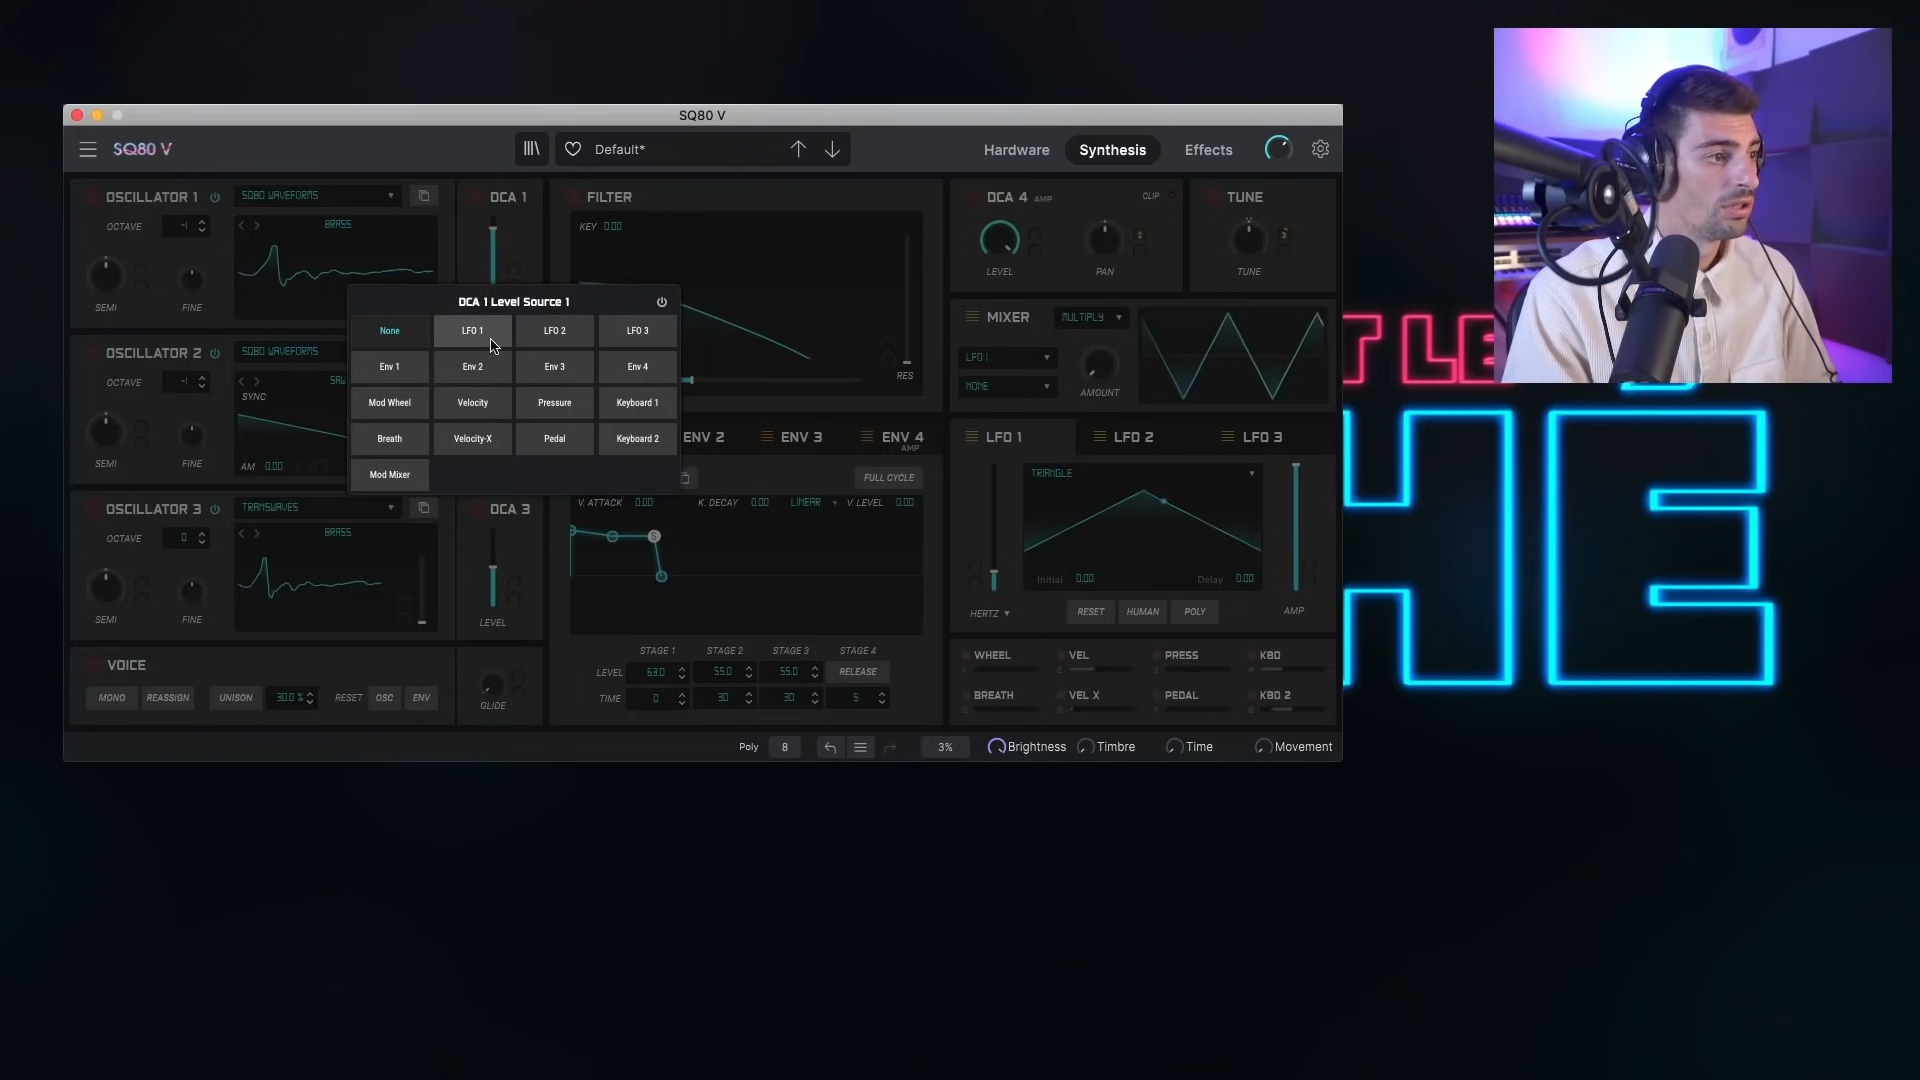 SQ80 V
SQ80 V
Default*
Hardware
Synthesis
Effects
OSCILLATOR 1
SQ80 WAVEFORMS
DCA 1
FILTER
DCA 4 AMP
CLIP
TUNE
OCTAVE
-1
BRASS
KEY 0.00
2
3
SEMI
FINE
LEVEL
PAN
TUNE
DCA 1 Level Source 1
None
LFO 1
LFO 2
LFO 3
Env 1
Env 2
Env 3
Env 4
Mod Wheel
Velocity
Pressure
Keyboard 1
Breath
Velocity-X
Pedal
Keyboard 2
Mod Mixer
MIXER
MULTIPLY
LFO 1
NONE
AMOUNT
RES
OSCILLATOR 2
SQ80 WAVEFORMS
OCTAVE
-1
SYNC
SEMI
FINE
AM 0.00
ENV 2
ENV 3
ENV 4
AMP
LFO 1
LFO 2
LFO 3
FULL CYCLE
TRIANGLE
V. ATTACK 0.00
K. DECAY 0.00
LINEAR
V. LEVEL 0.00
S
OSCILLATOR 3
TRANSWAVES
DCA 3
OCTAVE
0
BRASS
SEMI
FINE
LEVEL
Initial 0.00
Delay 0.00
HERTZ
RESET
HUMAN
POLY
AMP
STAGE 1
STAGE 2
STAGE 3
STAGE 4
LEVEL
63.0
55.0
55.0
RELEASE
TIME
0
30
30
5
VOICE
MONO
REASSIGN
UNISON
30.0 %
RESET
OSC
ENV
GLIDE
WHEEL
VEL
PRESS
KBD
BREATH
VEL X
PEDAL
KBD 2
Poly
8
3%
Brightness
Timbre
Time
Movement
HE